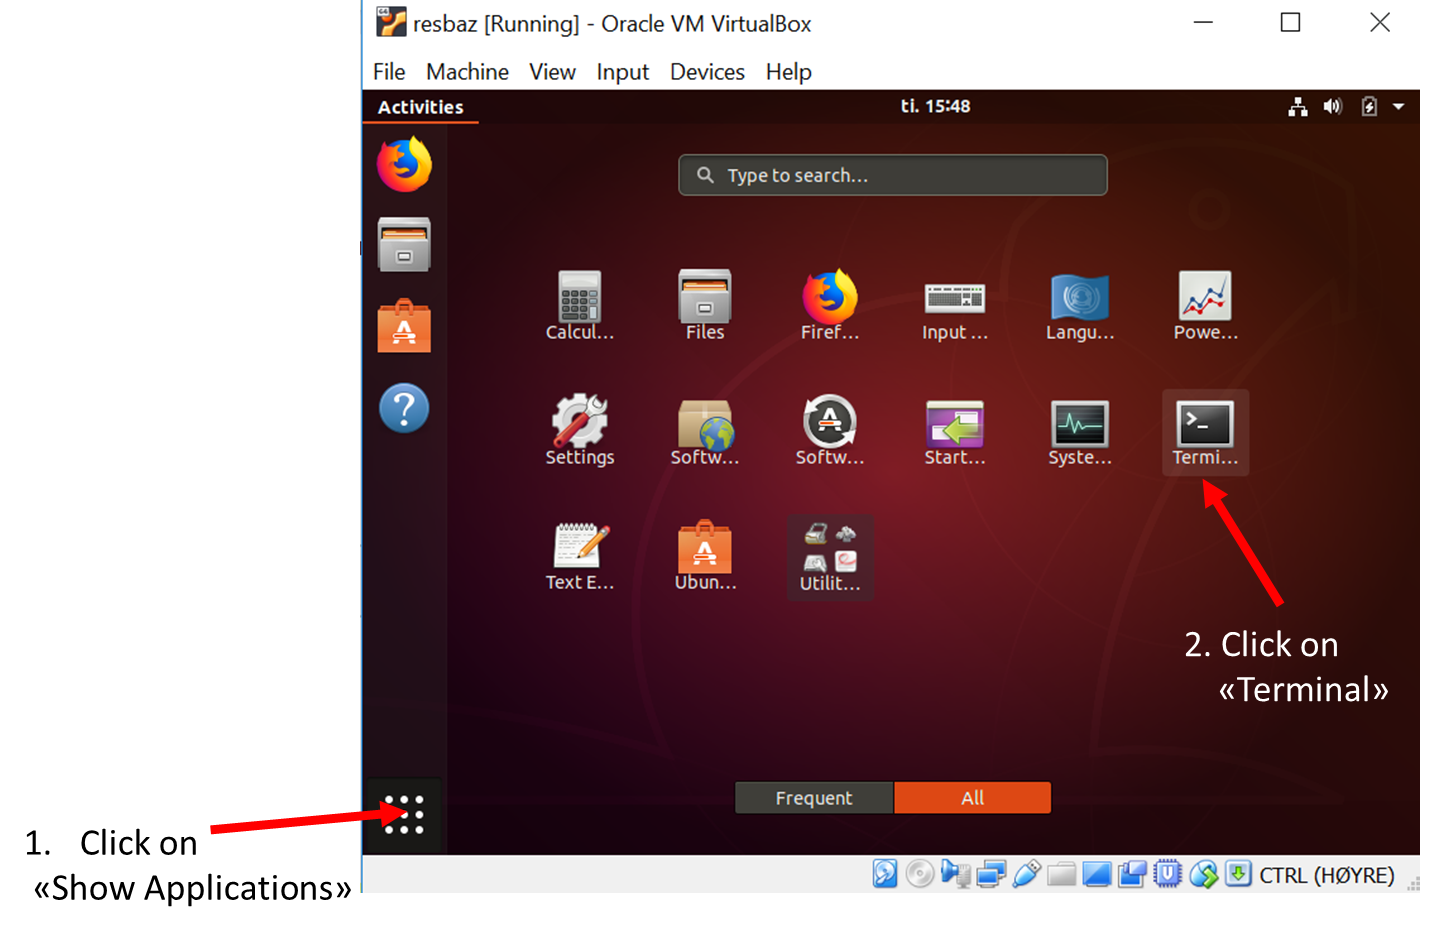 resbaz [Running] - Oracle VM VirtualBox
File Machine View Input Devices Help
Activities
ti. 15:48
Type to search...
Calcul...
Files
Firef...
Input ...
Langu...
Powe...
Settings
Softw...
Softw...
Start...
Syste...
Termi...
Text E...
Ubun...
Utilit...
2. Click on
«Terminal»
Frequent
All
1. Click on
«Show Applications»
CTRL (HØYRE)